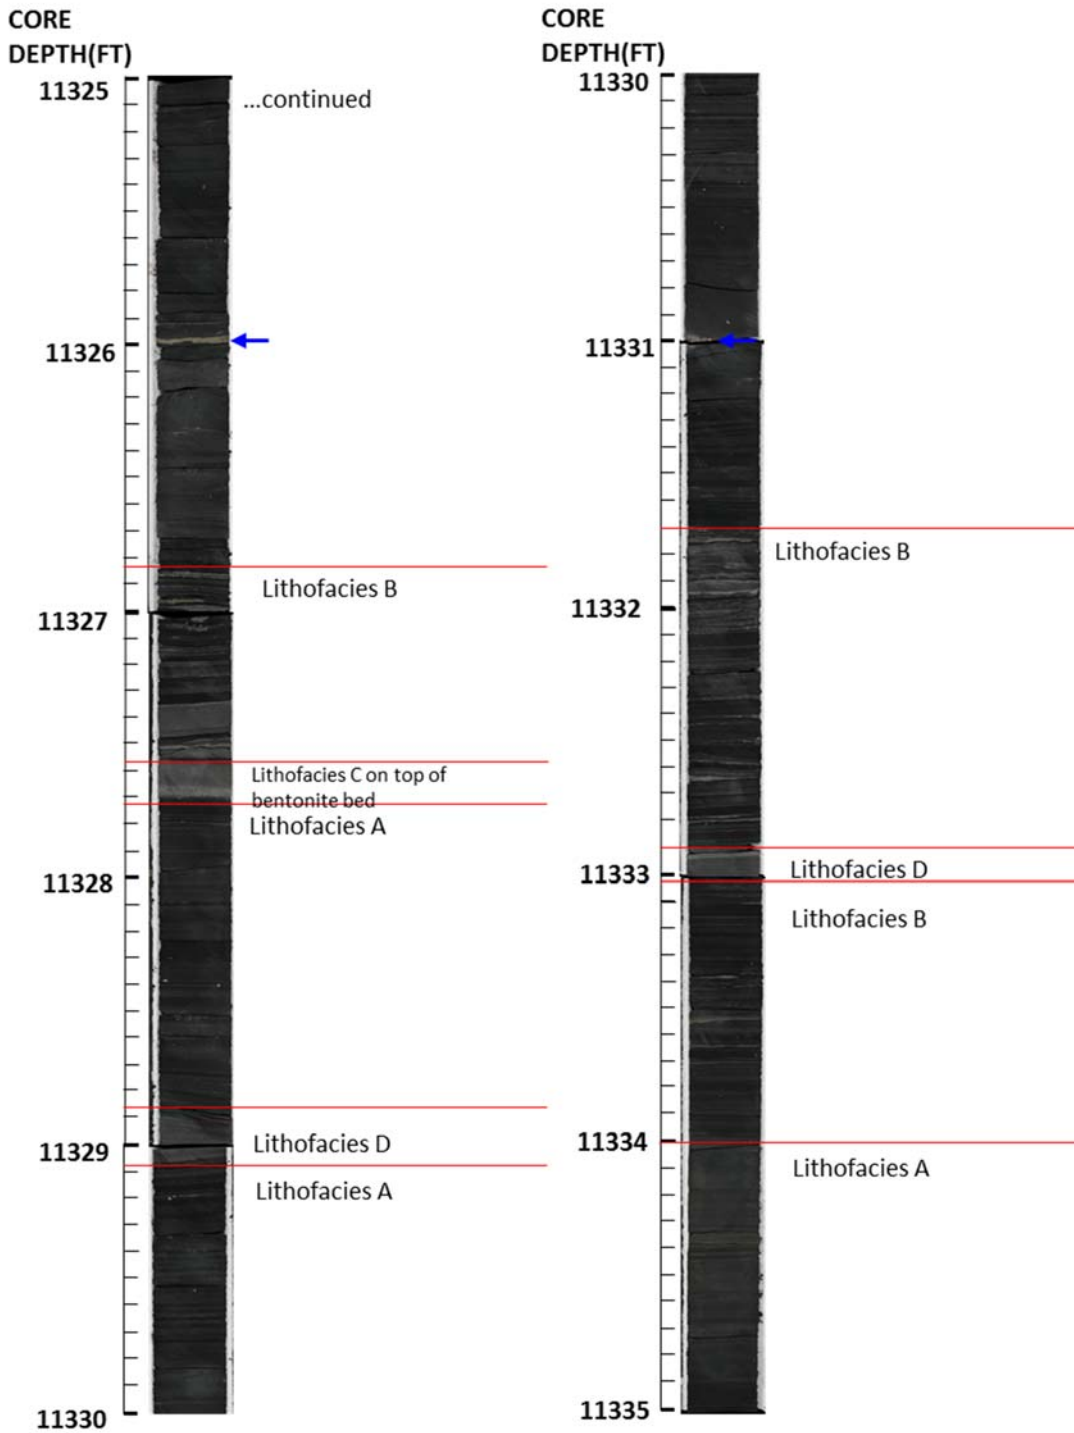 CORE
DEPTH(FT)
11325
...continued
11326
Lithofacies B
11327
Lithofacies C on top of
bentonite bed
Lithofacies A
11328
Lithofacies D
11329
Lithofacies A
11330
CORE
DEPTH(FT)
11330
11331
Lithofacies B
11332
Lithofacies D
11333
Lithofacies B
11334
Lithofacies A
11335